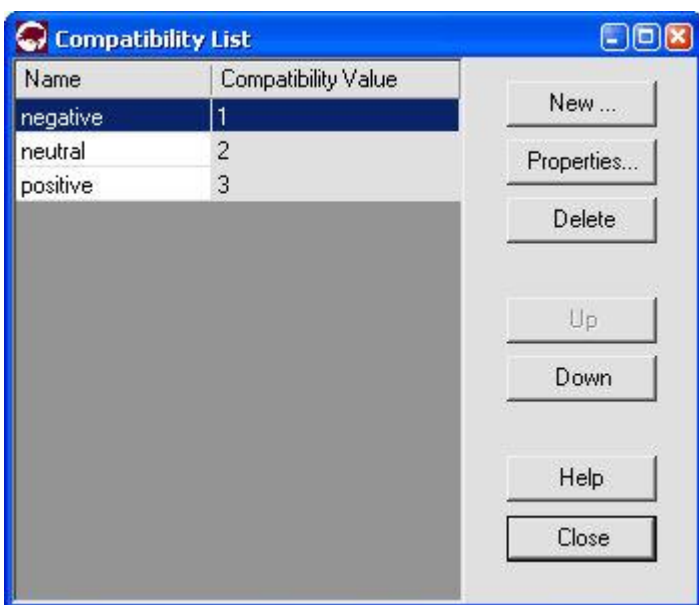 Compatibility List
Name Compatibility Value
negative 1
neutral 2
positive 3
New ...
Properties...
Delete
Up
Down
Help
Close